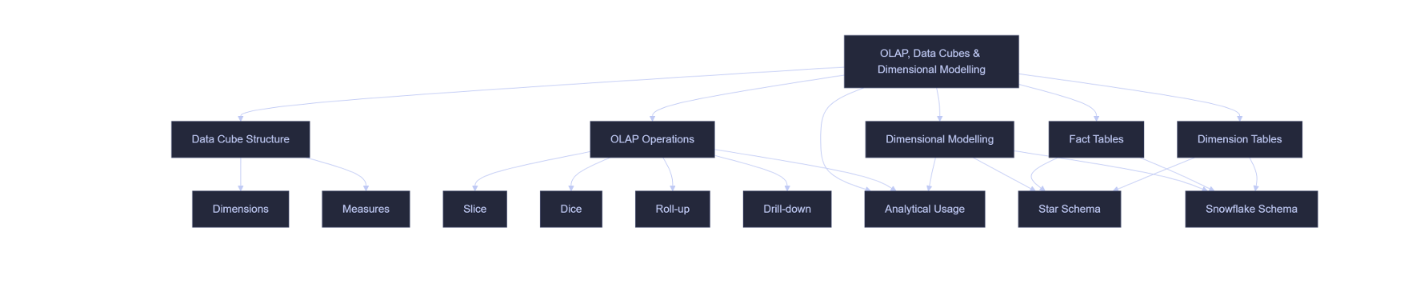 OLAP, Data Cubes &
Dimensional Modelling
Data Cube Structure
OLAP Operations
Dimensional Modelling
Fact Tables
Dimension Tables
Dimensions
Measures
Slice
Dice
Roll-up
Drill-down
Analytical Usage
Star Schema
Snowflake Schema